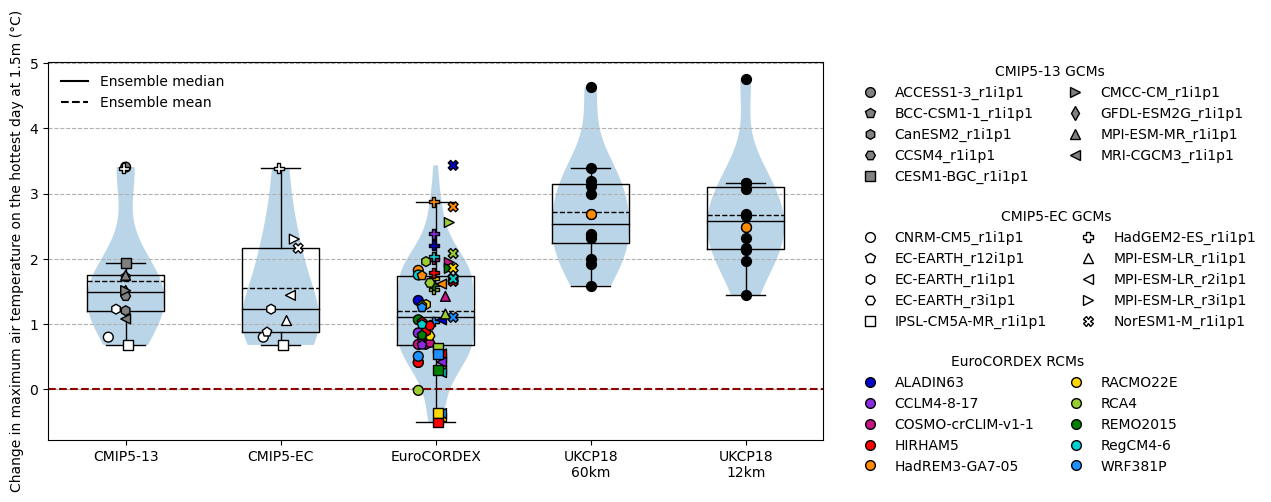 Change in maximum air temperature on the hottest day at 1.5m (°C)
5
4
3
2
1
0
Ensemble median
Ensemble mean
CMIP5-13
CMIP5-EC
EuroCORDEX
UKCP18
60km
UKCP18
12km
CMIP5-13 GCMs
ACCESS1-3_r1i1p1
BCC-CSM1-1_r1i1p1
CanESM2_r1i1p1
CCSM4_r1i1p1
CESM1-BGC_r1i1p1
CMCC-CM_r1i1p1
GFDL-ESM2G_r1i1p1
MPI-ESM-MR_r1i1p1
MRI-CGCM3_r1i1p1
CMIP5-EC GCMs
CNRM-CM5_r1i1p1
EC-EARTH_r12i1p1
EC-EARTH_r1i1p1
EC-EARTH_r3i1p1
IPSL-CM5A-MR_r1i1p1
HadGEM2-ES_r1i1p1
MPI-ESM-LR_r1i1p1
MPI-ESM-LR_r2i1p1
MPI-ESM-LR_r3i1p1
NorESM1-M_r1i1p1
EuroCORDEX RCMs
ALADIN63
CCLM4-8-17
COSMO-crCLIM-v1-1
HIRHAM5
HadREM3-GA7-05
RACMO22E
RCA4
REMO2015
RegCM4-6
WRF381P